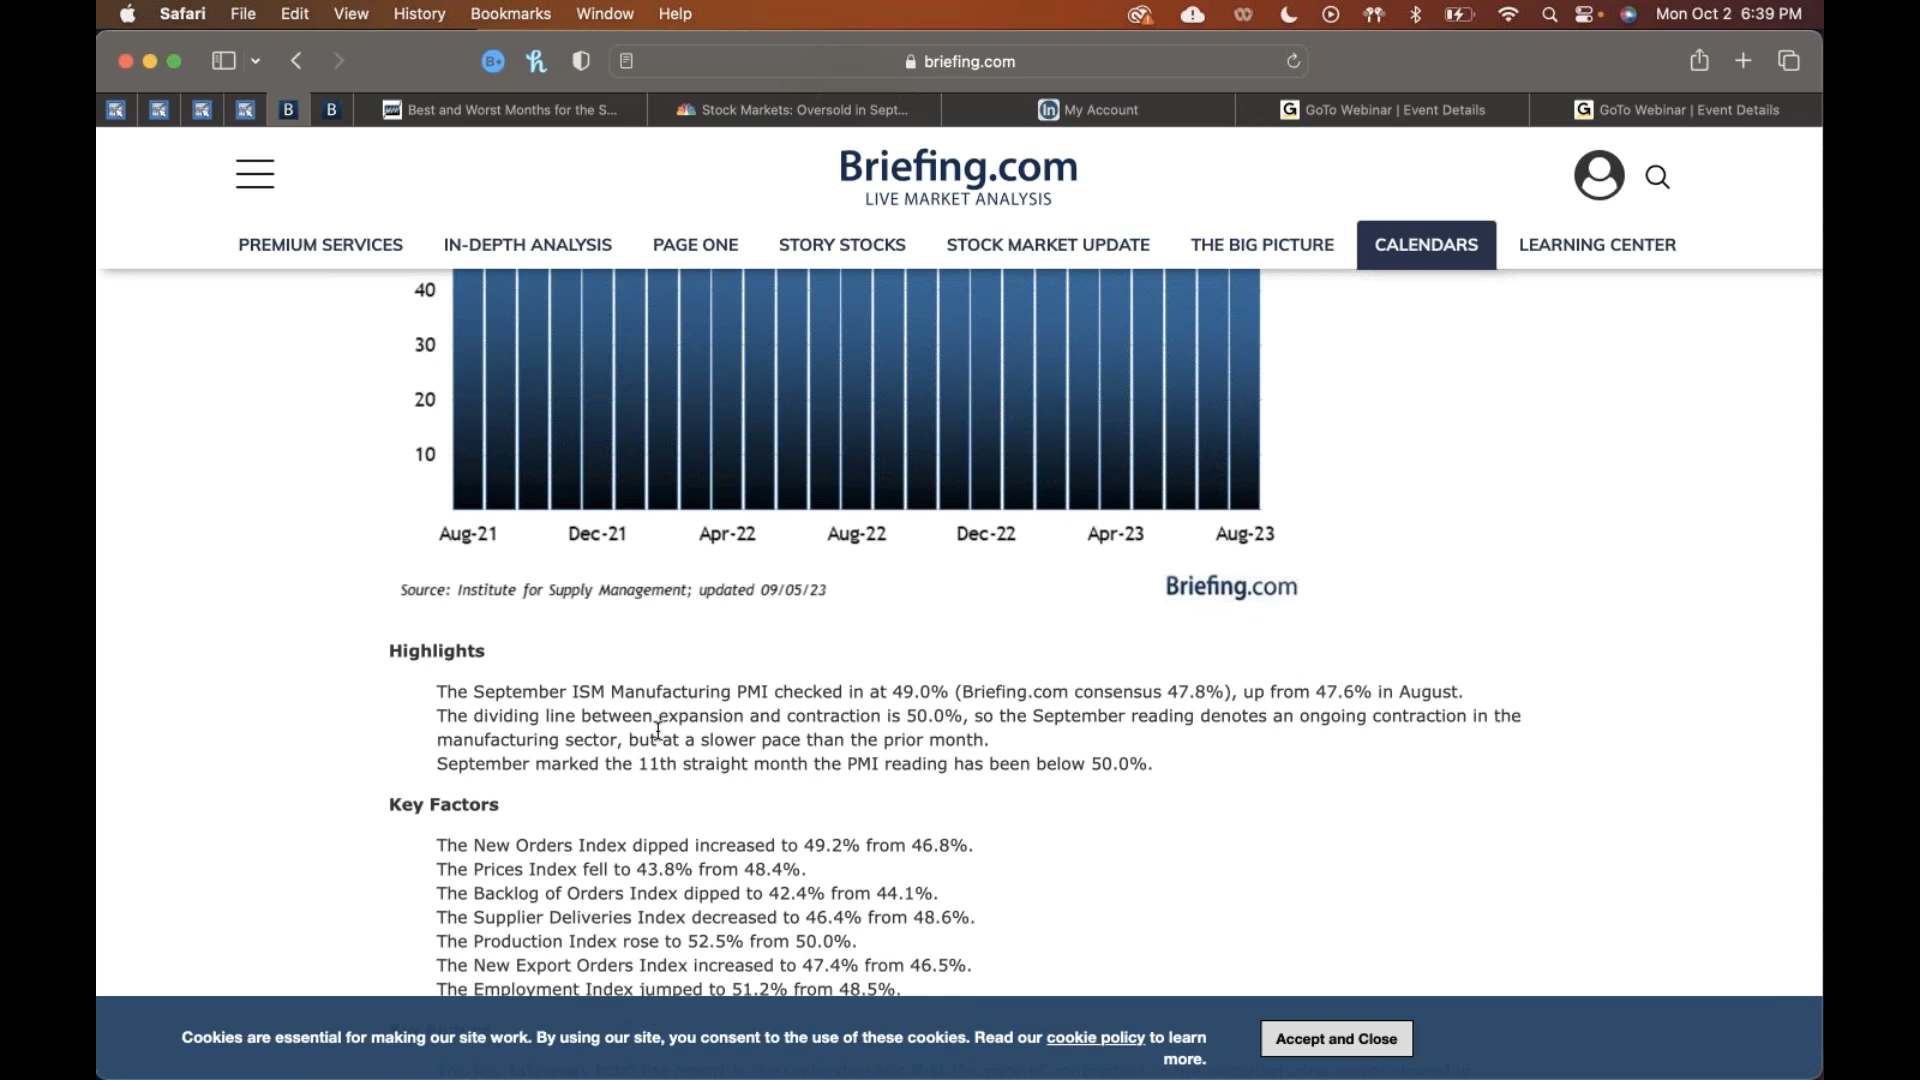 Safari File Edit View History Bookmarks Window Help Mon Oct 2 6:39 PM
briefing.com
B B Best and Worst Months for the S... Stock Markets: Oversold in Sept... My Account GoTo Webinar | Event Details GoTo Webinar | Event Details
Briefing.com
LIVE MARKET ANALYSIS
PREMIUM SERVICES IN-DEPTH ANALYSIS PAGE ONE STORY STOCKS STOCK MARKET UPDATE THE BIG PICTURE CALENDARS LEARNING CENTER
40
30
20
10
Aug-21 Dec-21 Apr-22 Aug-22 Dec-22 Apr-23 Aug-23
Source: Institute for Supply Management; updated 09/05/23 Briefing.com
Highlights
The September ISM Manufacturing PMI checked in at 49.0% (Briefing.com consensus 47.8%), up from 47.6% in August.
The dividing line between expansion and contraction is 50.0%, so the September reading denotes an ongoing contraction in the
manufacturing sector, but at a slower pace than the prior month.
September marked the 11th straight month the PMI reading has been below 50.0%.
Key Factors
The New Orders Index dipped increased to 49.2% from 46.8%.
The Prices Index fell to 43.8% from 48.4%.
The Backlog of Orders Index dipped to 42.4% from 44.1%.
The Supplier Deliveries Index decreased to 46.4% from 48.6%.
The Production Index rose to 52.5% from 50.0%.
The New Export Orders Index increased to 47.4% from 46.5%.
The Employment Index jumped to 51.2% from 48.5%.
Cookies are essential for making our site work. By using our site, you consent to the use of these cookies. Read our cookie policy to learn
more.
Accept and Close